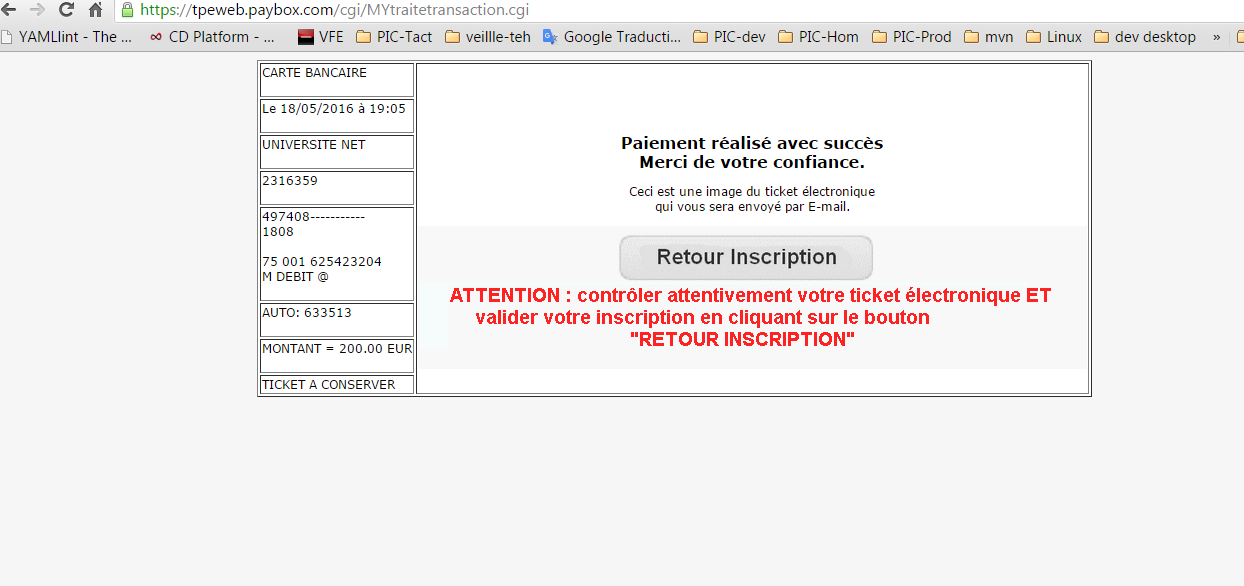 https://tpeweb.paybox.com/cgi/MYtraitetransaction.cgi
YAMLlint - The ... CD Platform - ... VFE PIC-Tact veillle-teh Google Traducti... PIC-dev PIC-Hom PIC-Prod mvn Linux dev desktop »
CARTE BANCAIRE
Le 18/05/2016 à 19:05
UNIVERSITE NET
2316359
497408-----------
1808
75 001 625423204
M DEBIT @
AUTO: 633513
MONTANT = 200.00 EUR
TICKET A CONSERVER
Paiement réalisé avec succès
Merci de votre confiance.
Ceci est une image du ticket électronique
qui vous sera envoyé par E-mail.
Retour Inscription
ATTENTION : contrôler attentivement votre ticket électronique ET
valider votre inscription en cliquant sur le bouton
"RETOUR INSCRIPTION"